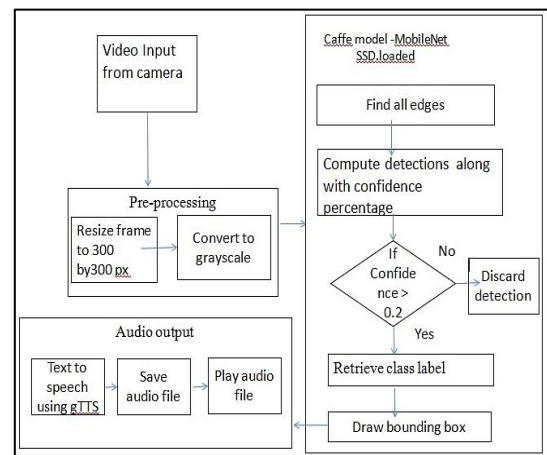 Video Input
from camera
Pre-processing
Resize frame
to 300
by300 px.
Convert to
grayscale
Caffe model -MobileNet
SSD.loaded
Find all edges
Compute detections along
with confidence
percentage
If
Confide
nce >
0.2
No
Discard
detection
Yes
Retrieve class label
Draw bounding box
Audio output
Text to
speech
using gTTS
Save
audio file
Play audio
file